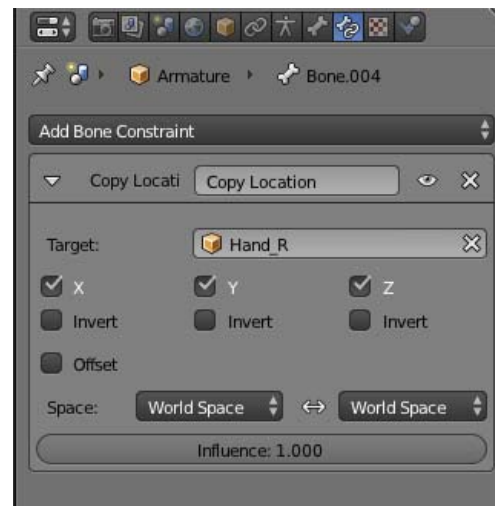 Armature
Bone.004
Add Bone Constraint
Copy Locati
Copy Location
Target:
Hand_R
X
Y
Z
Invert
Invert
Invert
Offset
Space:
World Space
World Space
Influence: 1.000